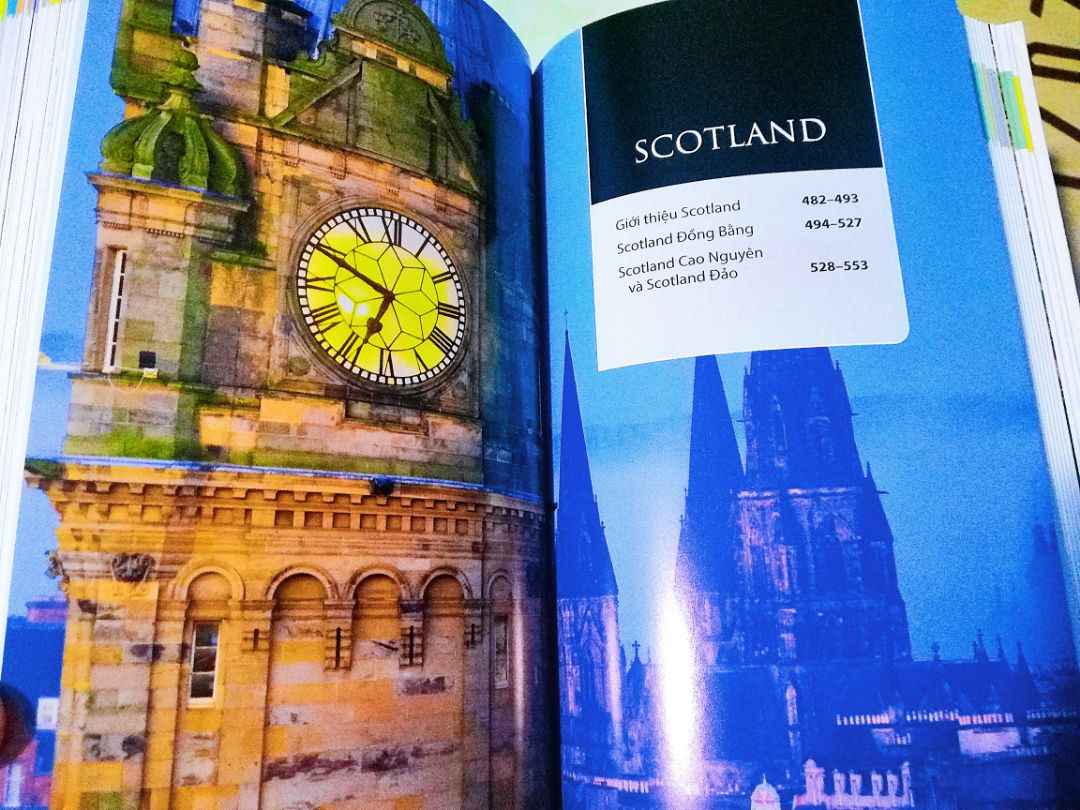 SCOTLAND
Giới thiệu Scotland 482–493
Scotland Đồng Bằng 494–527
Scotland Cao Nguyên
và Scotland Đảo 528–553